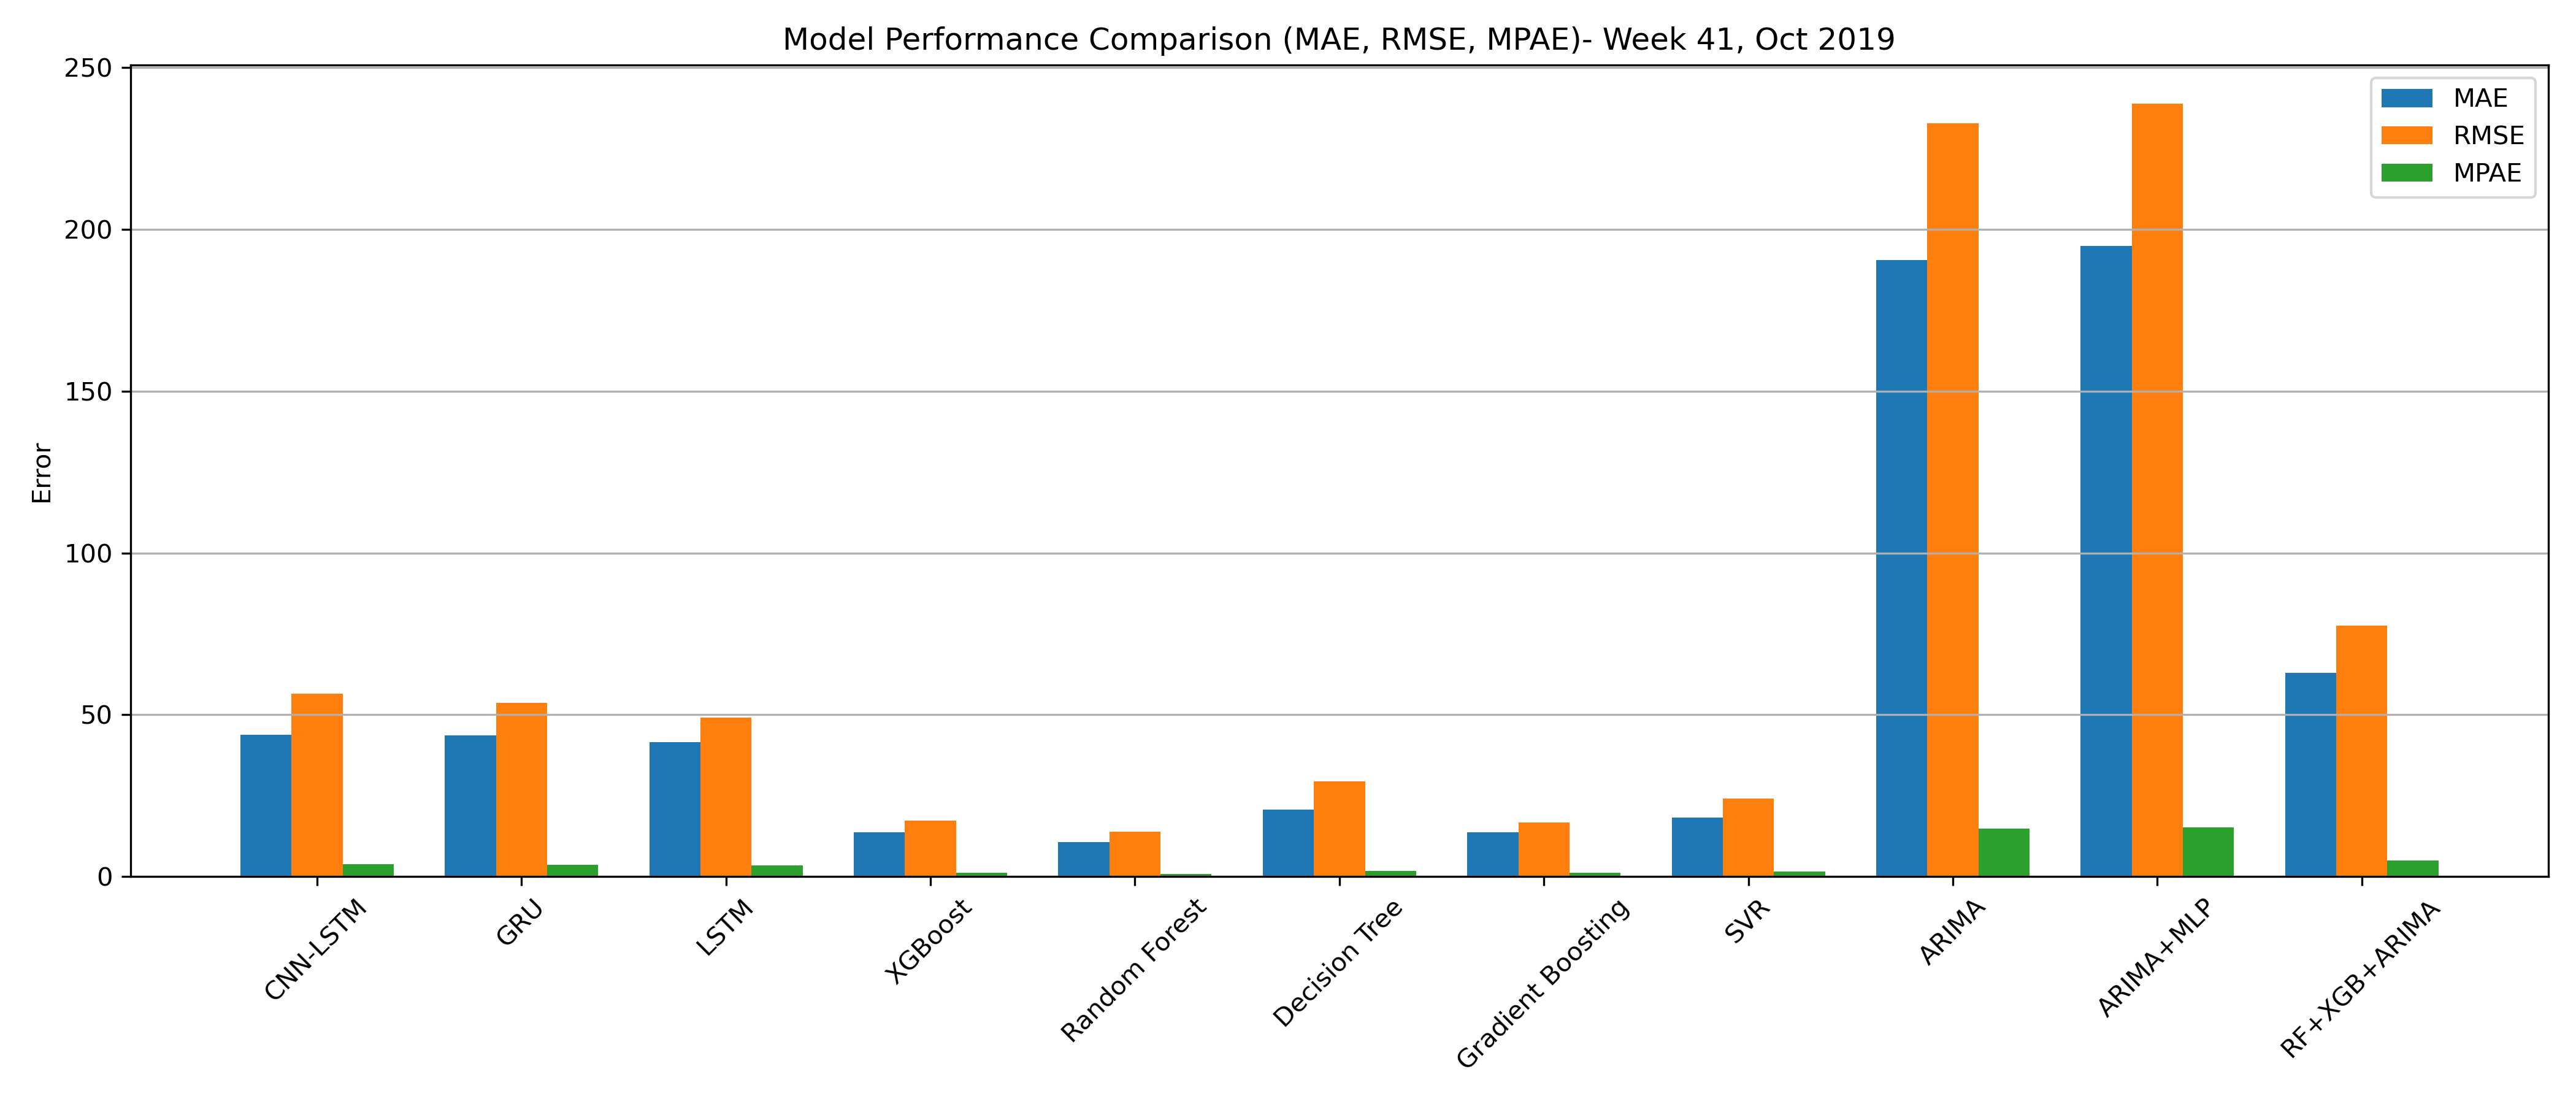 Model Performance Comparison (MAE, RMSE, MPAE)- Week 41, Oct 2019
250
200
150
100
50
0
Error
MAE
RMSE
MPAE
CNN-LSTM
GRU
LSTM
XGBoost
Random Forest
Decision Tree
Gradient Boosting
SVR
ARIMA
ARIMA+MLP
RF+XGB+ARIMA